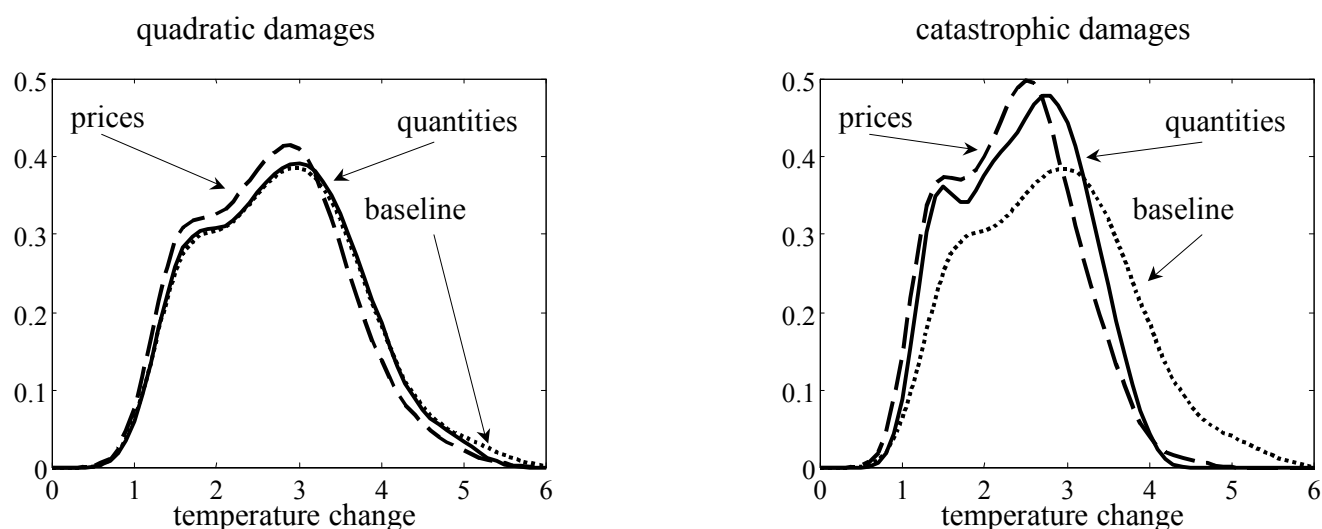 quadratic damages
0.5
0.4
0.3
0.2
0.1
0
prices
quantities
baseline
0 1 2 3 4 5 6
temperature change
catastrophic damages
0.5
0.4
0.3
0.2
0.1
0
prices
quantities
baseline
0 1 2 3 4 5 6
temperature change